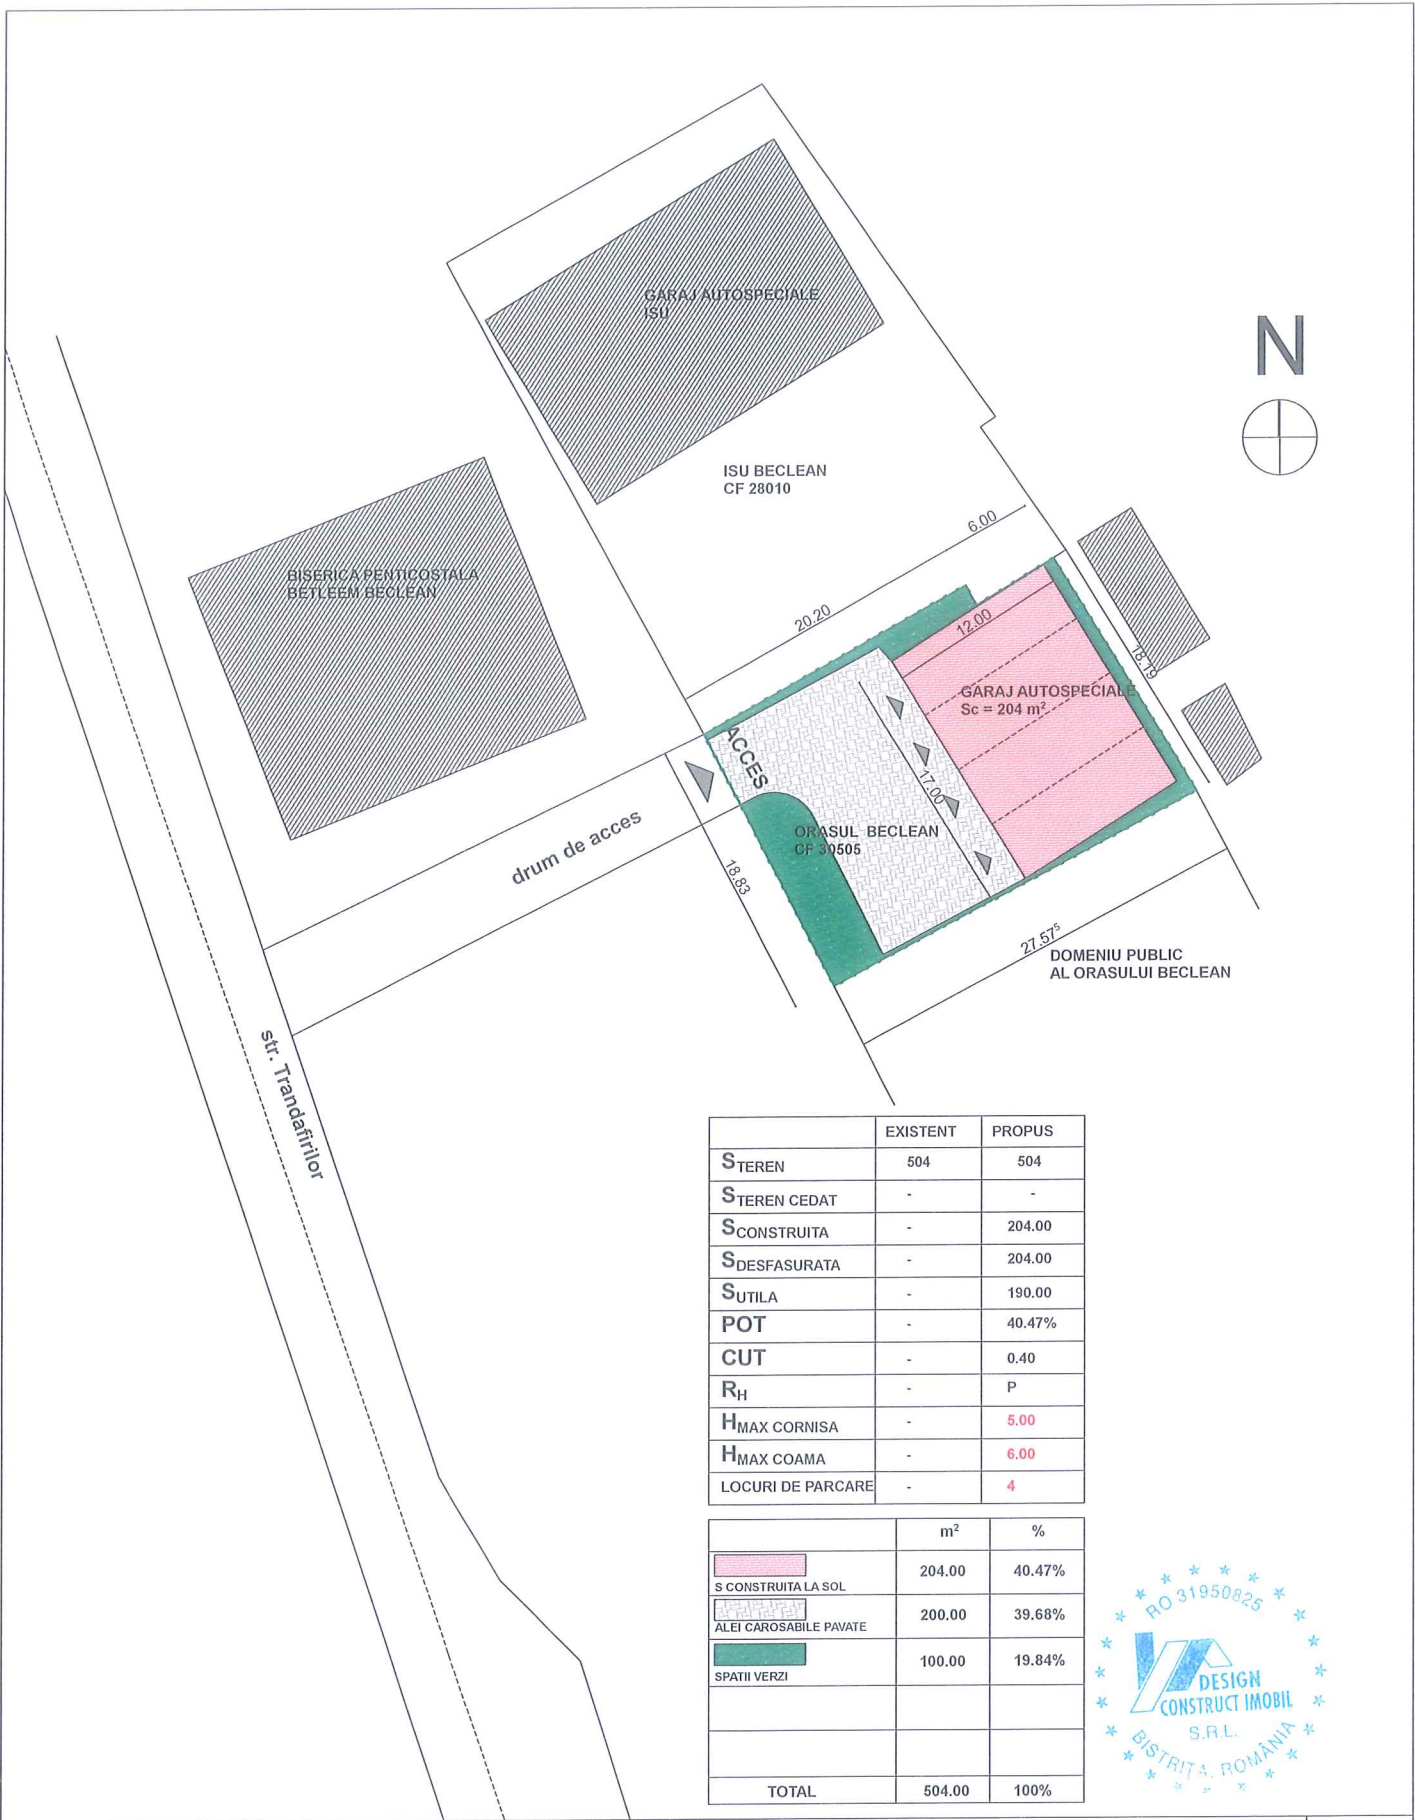 GARAJ AUTOSPECIALE
ISU
N
ISU BECLEAN
CF 28010
6.00
BISERICA PENTICOSTALA
BETLEEM BECLEAN
20.20
12.00
18.19
GARAJ AUTOSPECIALE
Sc = 204 m²
ACCES
17.00
ORASUL BECLEAN
CF 30505
drum de acces
18.83
27.57⁵
DOMENIU PUBLIC
AL ORASULUI BECLEAN
str. Trandafirilor
EXISTENT PROPUS
STEREN 504 504
STEREN CEDAT - -
SCONSTRUITA - 204.00
SDESFASURATA - 204.00
SUTILA - 190.00
POT - 40.47%
CUT - 0.40
RH - P
HMAX CORNISA - 5.00
HMAX COAMA - 6.00
LOCURI DE PARCARE - 4
m² %
S CONSTRUITA LA SOL 204.00 40.47%
ALEI CAROSABILE PAVATE 200.00 39.68%
SPATII VERZI 100.00 19.84%
TOTAL 504.00 100%
RO 31950825
DESIGN
CONSTRUCT IMOBIL
S.R.L.
BISTRIȚA. ROMÂNIA